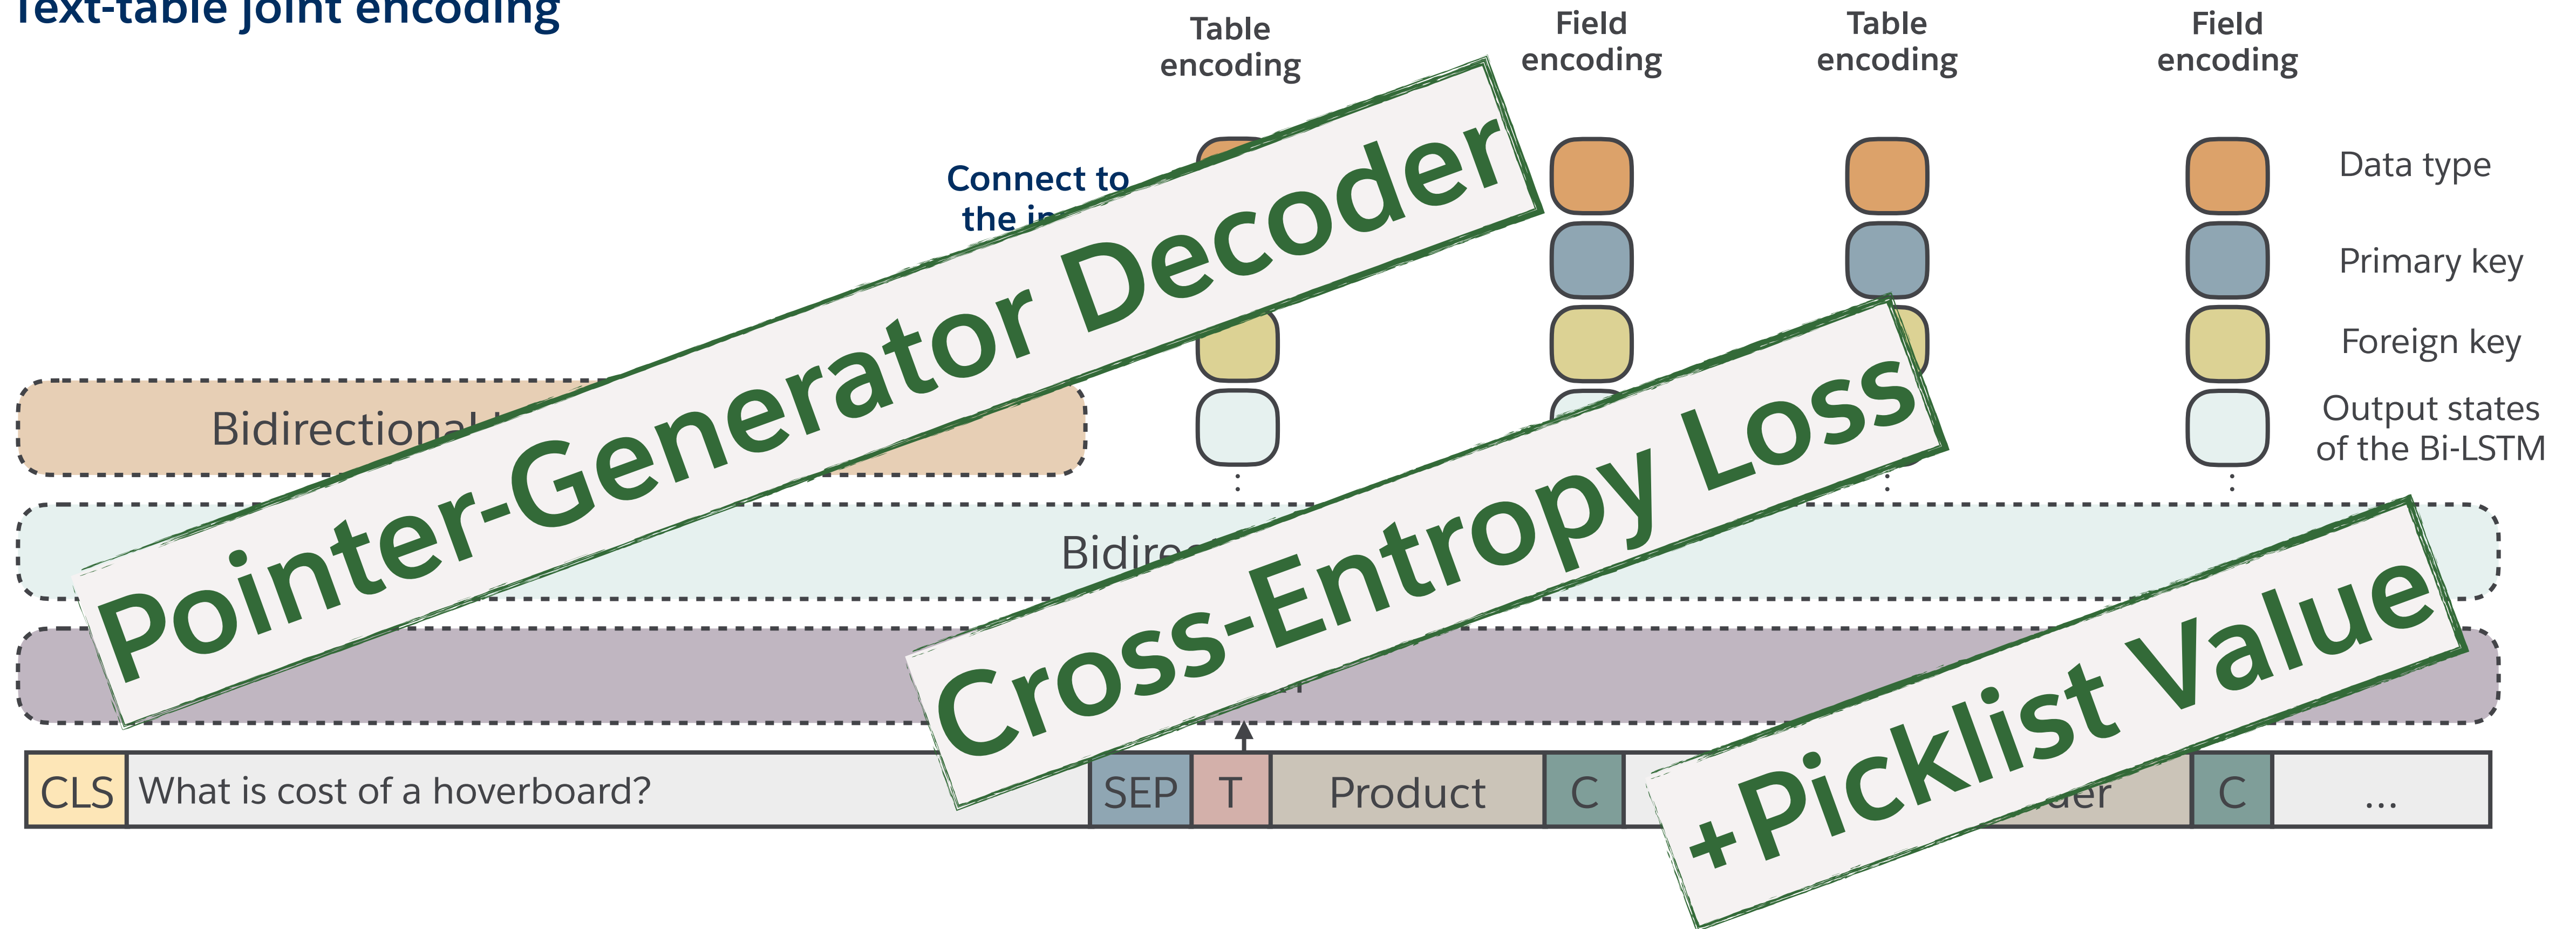 Text-table joint encoding
Table
encoding
Field
encoding
Table
encoding
Field
encoding
Connect to
the
Data type
Primary key
Foreign key
Output states
of the Bi-LSTM
Pointer-Generator Decoder
Bidirectional
Cross-Entropy Loss
+Picklist Value
CLS
What is cost of a hoverboard?
SEP
T
Product
C
C
...